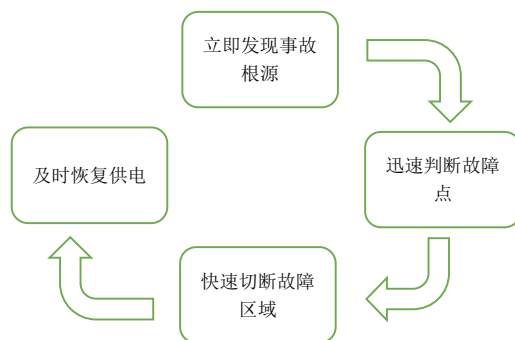 立即发现事故
根源
迅速判断故障
点
快速切断故障
区域
及时恢复供电